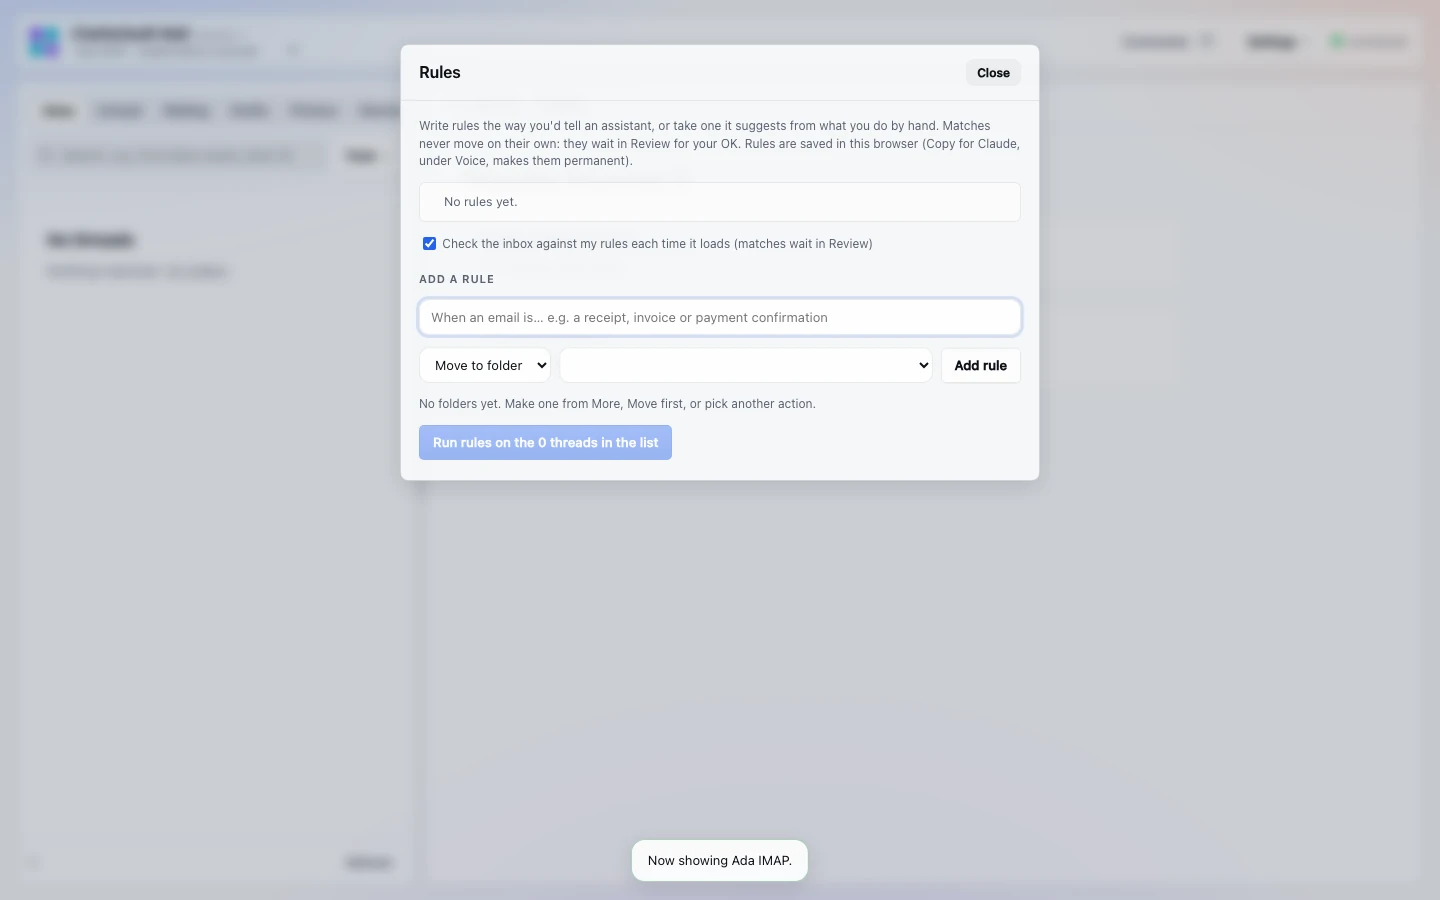 Rules
Close
Write rules the way you'd tell an assistant, or take one it suggests from what you do by hand. Matches
never move on their own: they wait in Review for your OK. Rules are saved in this browser (Copy for Claude,
under Voice, makes them permanent).
No rules yet.
Check the inbox against my rules each time it loads (matches wait in Review)
ADD A RULE
When an email is... e.g. a receipt, invoice or payment confirmation
Move to folder
Add rule
No folders yet. Make one from More, Move first, or pick another action.
Run rules on the 0 threads in the list
Now showing Ada IMAP.